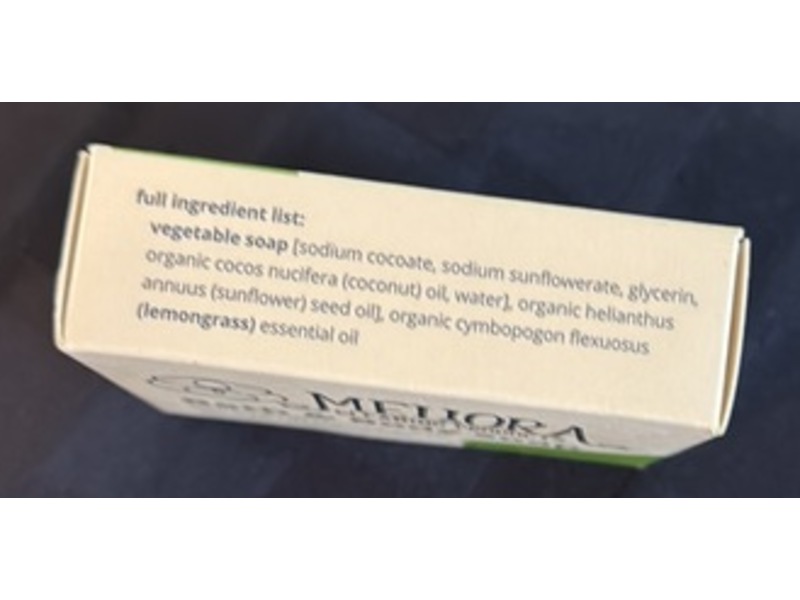 full ingredient list:
vegetable soap [sodium cocoate, sodium sunflowerate, glycerin,
organic cocos nucifera (coconut) oil, water], organic helianthus
annuus (sunflower) seed oil], organic cymbopogon flexuosus
(lemongrass) essential oil
MELIORA